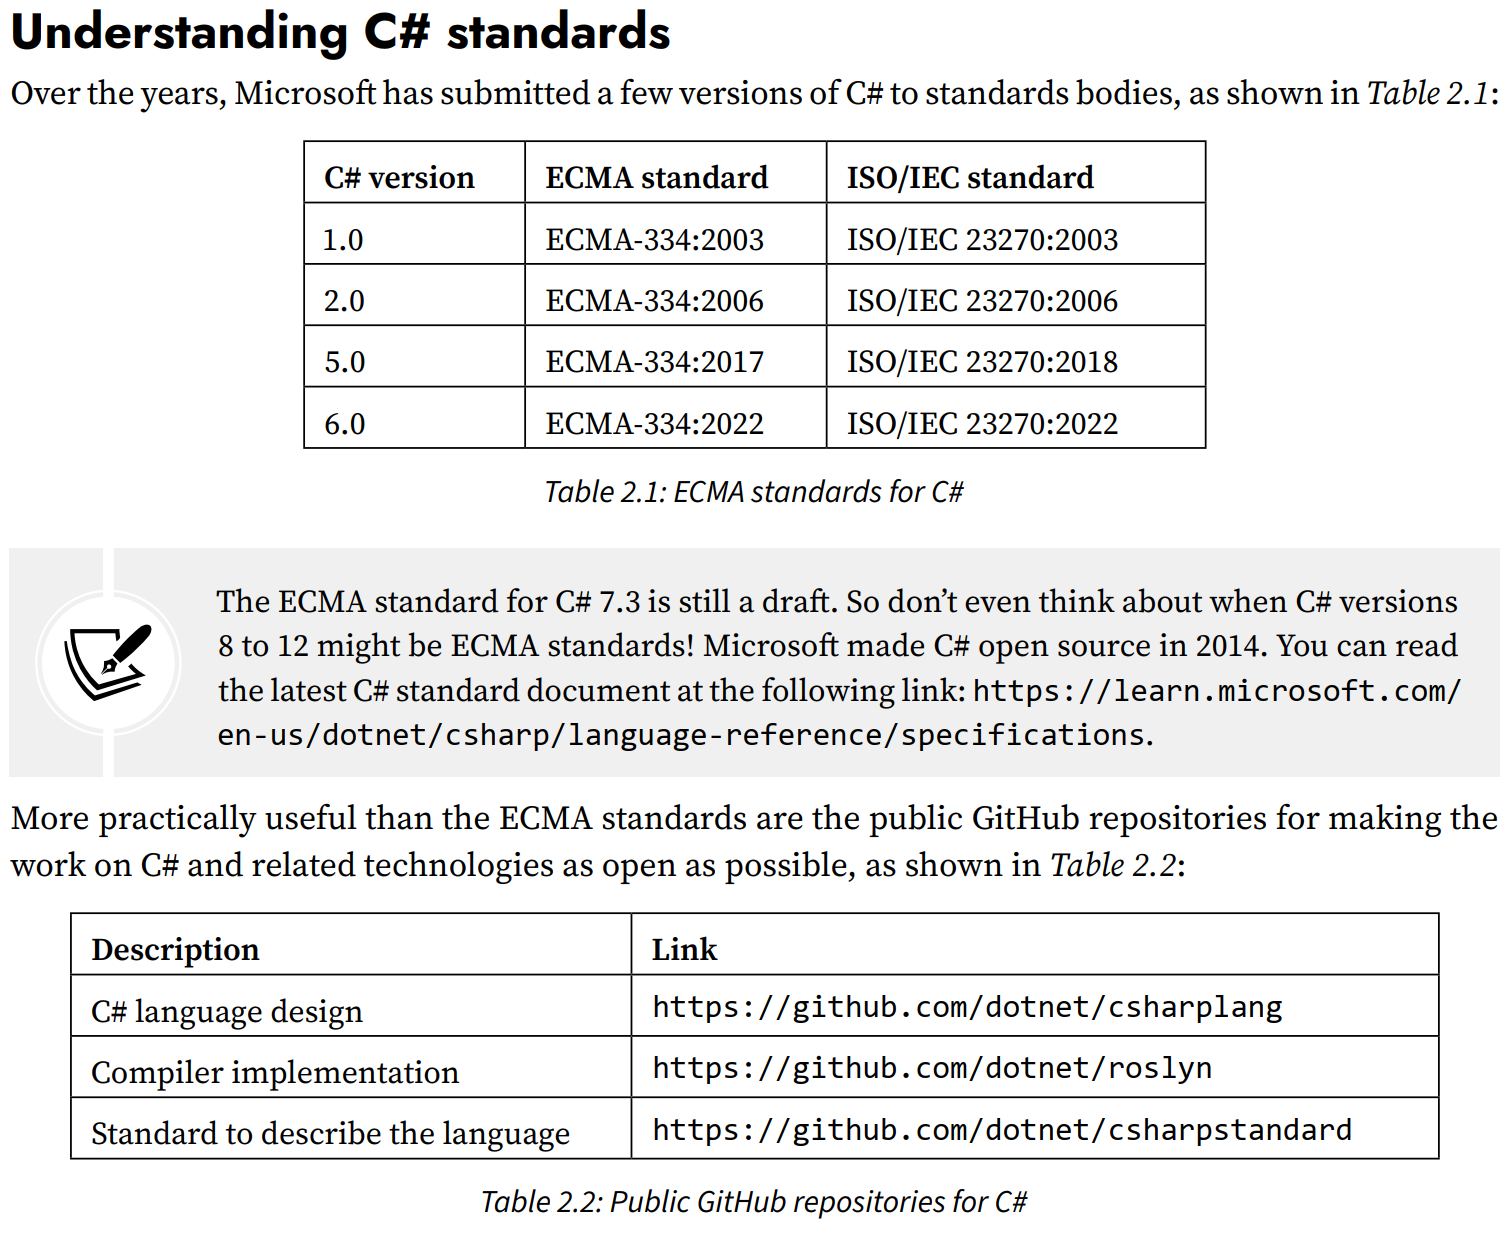 Understanding C# standards
Over the years, Microsoft has submitted a few versions of C# to standards bodies, as shown in Table 2.1:
C# version ECMA standard ISO/IEC standard
1.0 ECMA-334:2003 ISO/IEC 23270:2003
2.0 ECMA-334:2006 ISO/IEC 23270:2006
5.0 ECMA-334:2017 ISO/IEC 23270:2018
6.0 ECMA-334:2022 ISO/IEC 23270:2022
Table 2.1: ECMA standards for C#
The ECMA standard for C# 7.3 is still a draft. So don’t even think about when C# versions
8 to 12 might be ECMA standards! Microsoft made C# open source in 2014. You can read
the latest C# standard document at the following link: https://learn.microsoft.com/
en-us/dotnet/csharp/language-reference/specifications.
More practically useful than the ECMA standards are the public GitHub repositories for making the
work on C# and related technologies as open as possible, as shown in Table 2.2:
Description Link
C# language design https://github.com/dotnet/csharplang
Compiler implementation https://github.com/dotnet/roslyn
Standard to describe the language https://github.com/dotnet/csharpstandard
Table 2.2: Public GitHub repositories for C#